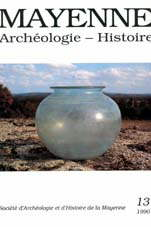 MAYENNE
Archéologie – Histoire
Société d'Archéologie et d'Histoire de la Mayenne
13
1990